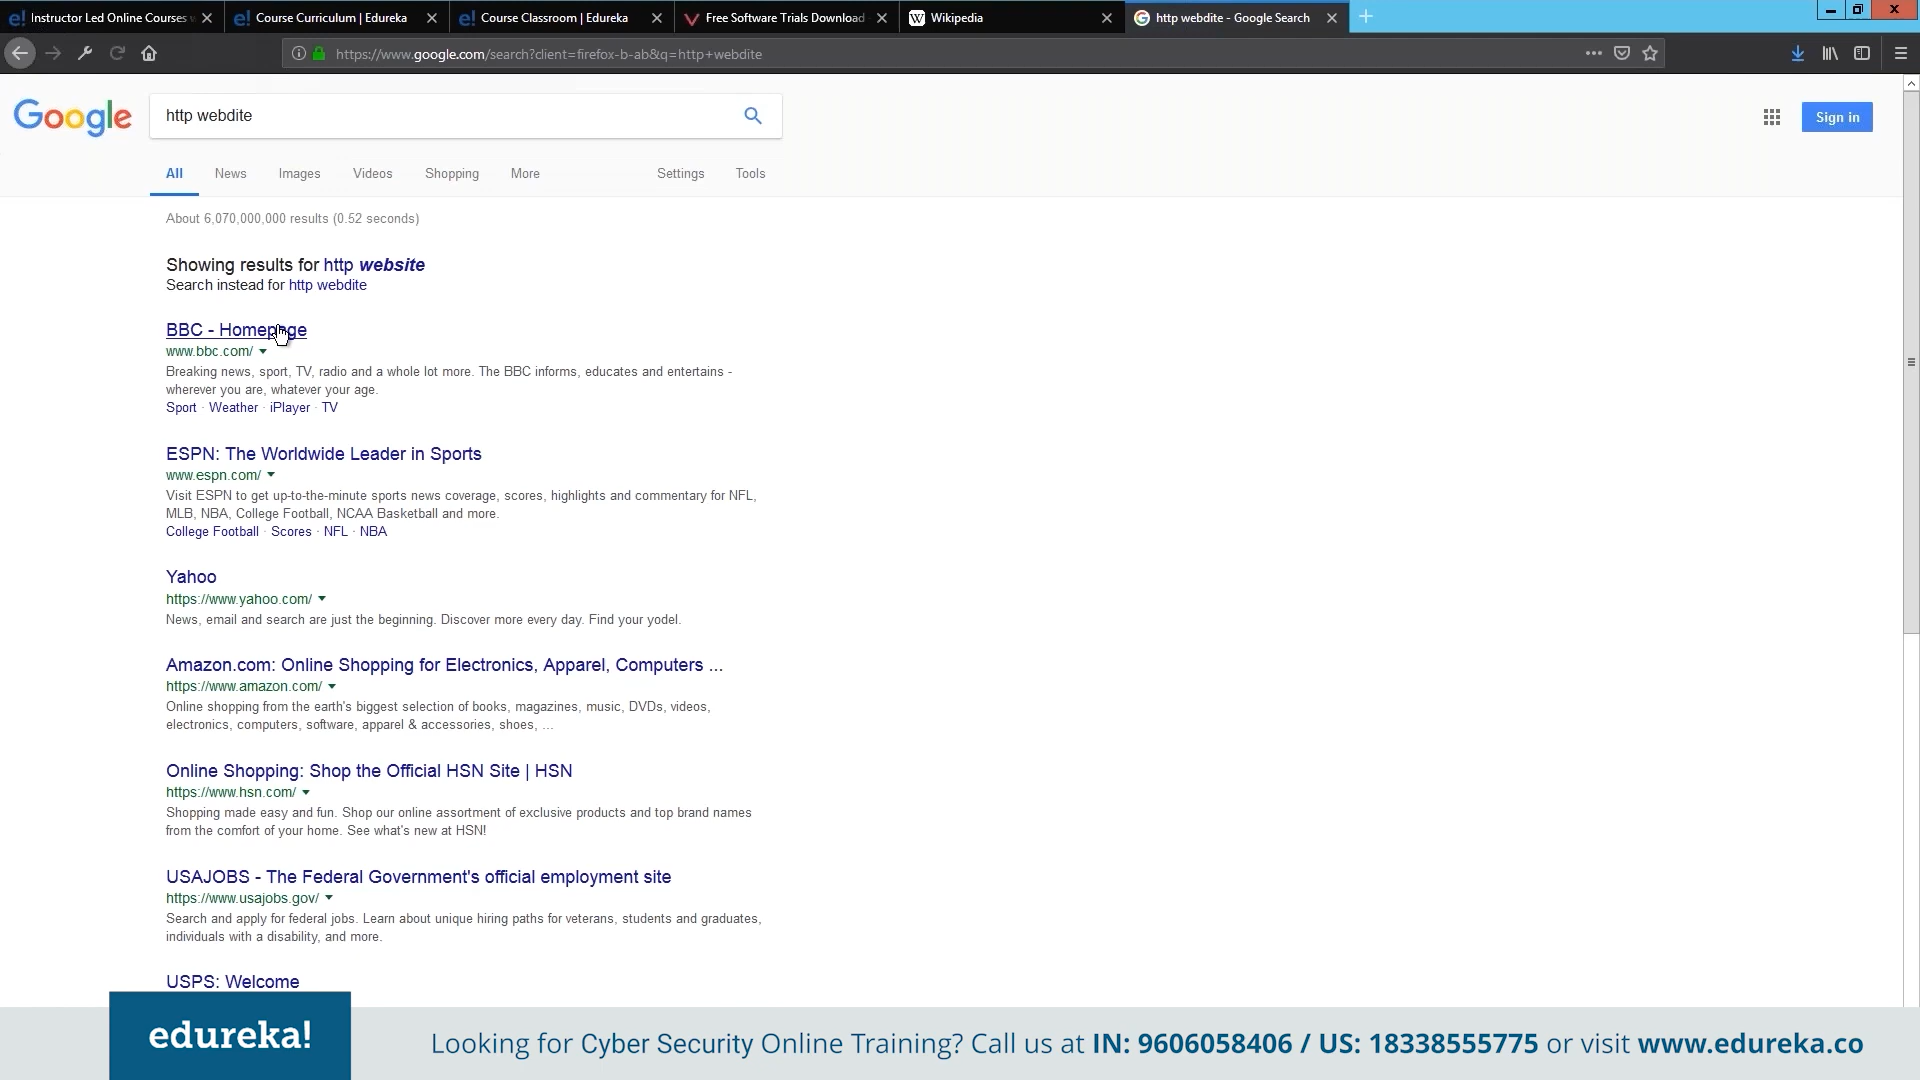 Instructor Led Online Courses w
Course Curriculum | Edureka
Course Classroom | Edureka
Free Software Trials Download
Wikipedia
http webdite - Google Search
https://www.google.com/search?client=firefox-b-ab&q=http+webdite
Google
http webdite
Sign in
All News Images Videos Shopping More Settings Tools
About 6,070,000,000 results (0.52 seconds)
Showing results for http website
Search instead for http webdite
BBC - Homepage
www.bbc.com/
Breaking news, sport, TV, radio and a whole lot more. The BBC informs, educates and entertains -
wherever you are, whatever your age.
Sport · Weather · iPlayer · TV
ESPN: The Worldwide Leader in Sports
www.espn.com/
Visit ESPN to get up-to-the-minute sports news coverage, scores, highlights and commentary for NFL,
MLB, NBA, College Football, NCAA Basketball and more.
College Football · Scores · NFL · NBA
Yahoo
https://www.yahoo.com/
News, email and search are just the beginning. Discover more every day. Find your yodel.
Amazon.com: Online Shopping for Electronics, Apparel, Computers ...
https://www.amazon.com/
Online shopping from the earth's biggest selection of books, magazines, music, DVDs, videos,
electronics, computers, software, apparel & accessories, shoes, ...
Online Shopping: Shop the Official HSN Site | HSN
https://www.hsn.com/
Shopping made easy and fun. Shop our online assortment of exclusive products and top brand names
from the comfort of your home. See what's new at HSN!
USAJOBS - The Federal Government's official employment site
https://www.usajobs.gov/
Search and apply for federal jobs. Learn about unique hiring paths for veterans, students and graduates,
individuals with a disability, and more.
USPS: Welcome
edureka!
Looking for Cyber Security Online Training? Call us at IN: 9606058406 / US: 18338555775 or visit www.edureka.co